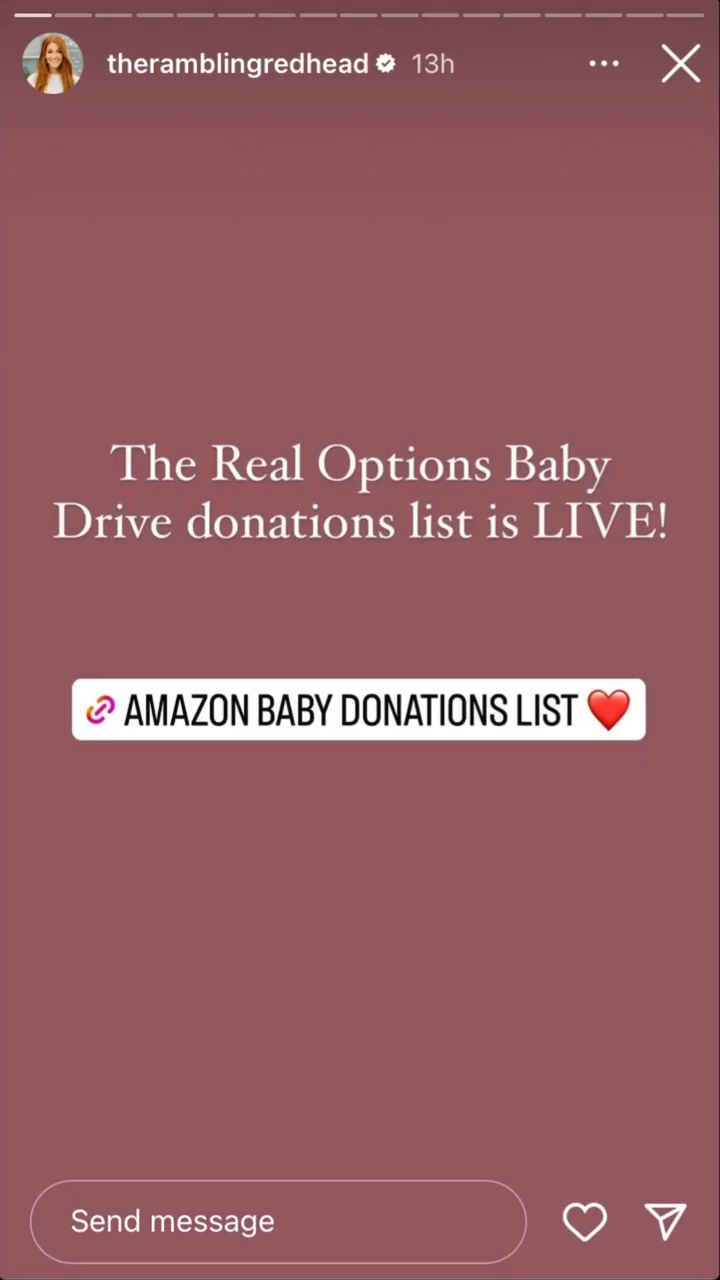 theramblingredhead 13h
The Real Options Baby
Drive donations list is LIVE!
AMAZON BABY DONATIONS LIST ❤️
Send message